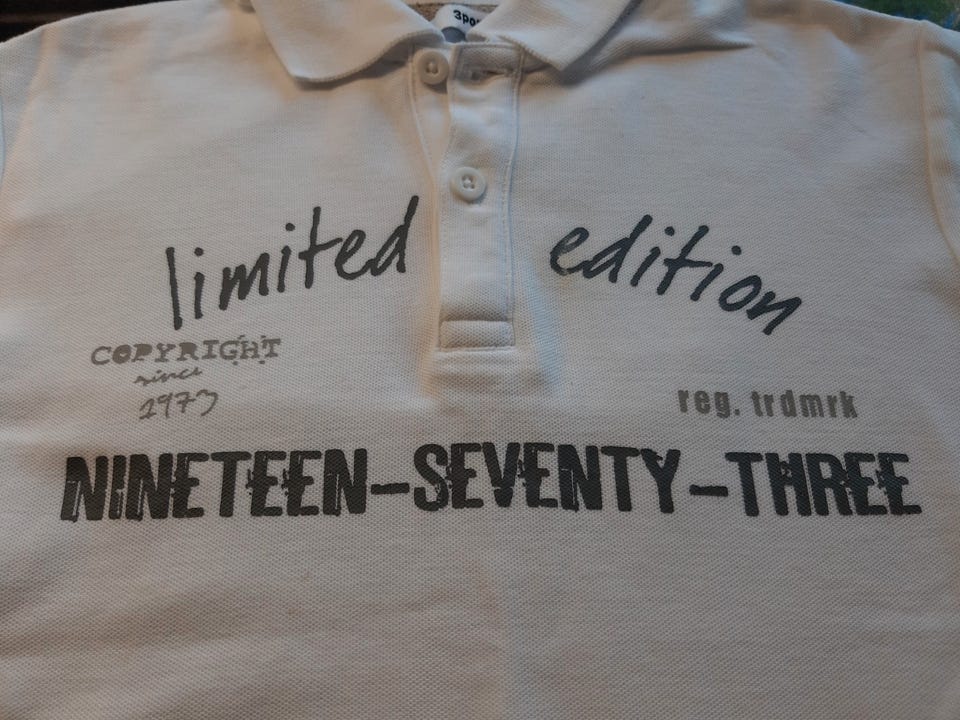 limited edition
COPYRIGHT
since
1973
reg. trdmrk
NINETEEN-SEVENTY-THREE